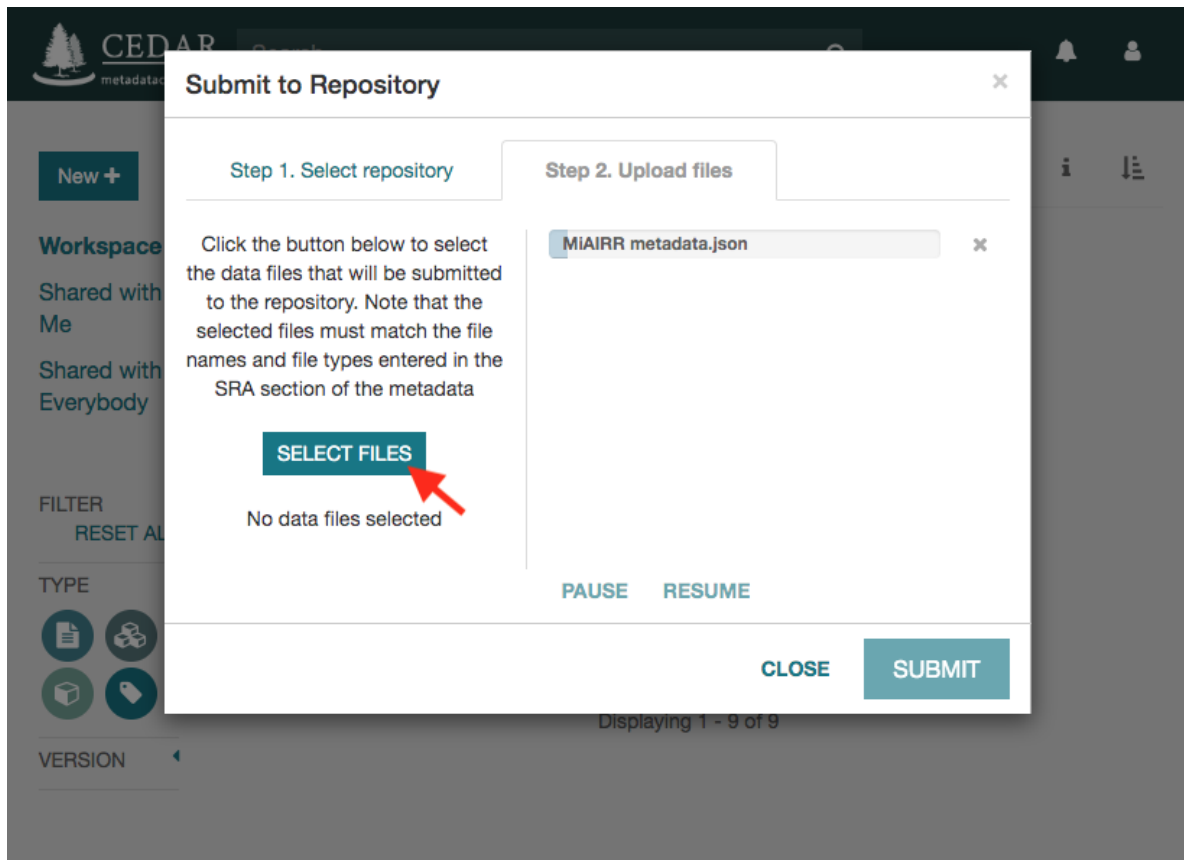 CEDAR
Submit to Repository
×
New +
Step 1. Select repository
Step 2. Upload files
Workspace
Shared with
Me
Shared with
Everybody
Click the button below to select
the data files that will be submitted
to the repository. Note that the
selected files must match the file
names and file types entered in the
SRA section of the metadata
SELECT FILES
No data files selected
MiAIRR metadata.json
PAUSE
RESUME
FILTER
RESET AL
TYPE
VERSION
CLOSE
SUBMIT
Displaying 1 - 9 of 9